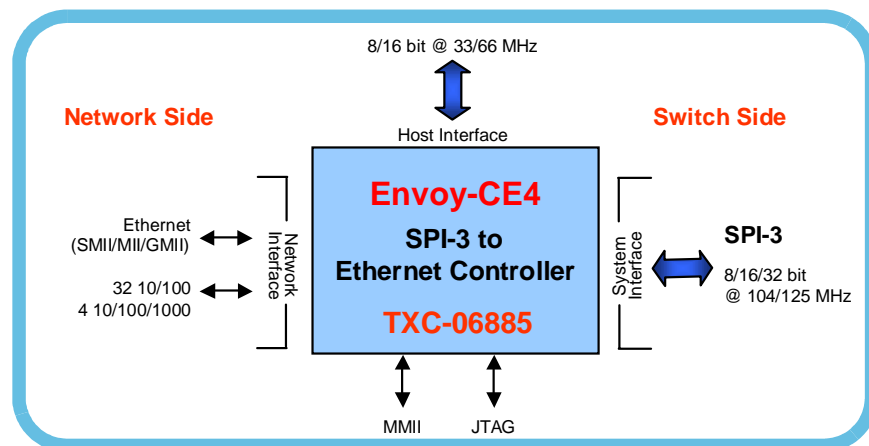 8/16 bit @ 33/66 MHz
Network Side
Switch Side
Host Interface
Envoy-CE4
SPI-3 to
Ethernet Controller
TXC-06885
Ethernet
(SMII/MII/GMII)
32 10/100
4 10/100/1000
Network
Interface
System
Interface
SPI-3
8/16/32 bit
@ 104/125 MHz
MMII
JTAG